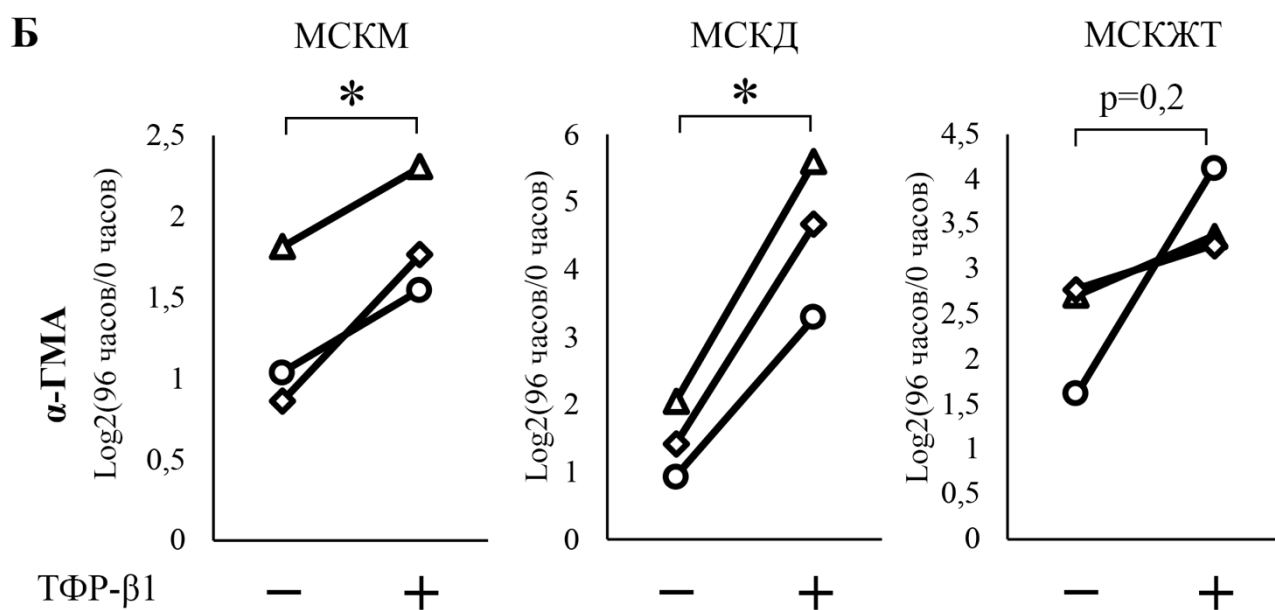 Б
МСКМ
МСКД
МСКЖТ
*
*
p=0,2
α-ГМА
Log2(96 часов/0 часов)
2,5
2
1,5
1
0,5
0
Log2(96 часов/0 часов)
6
5
4
3
2
1
0
Log2(96 часов/0 часов)
4,5
4
3,5
3
2,5
2
1,5
1
0,5
0
ТФР-β1 − + − + − +